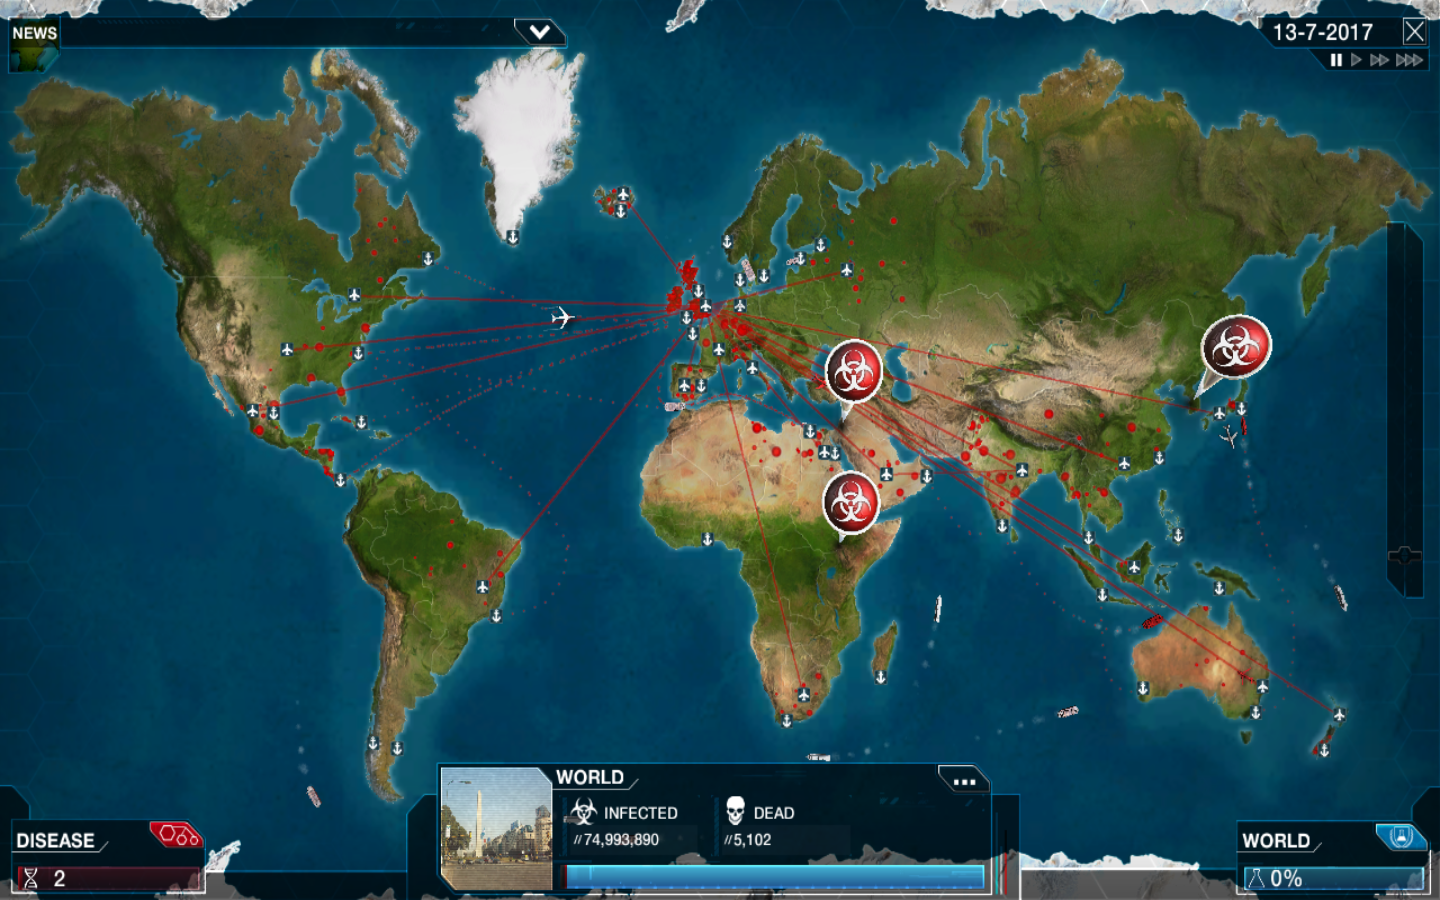 NEWS
13-7-2017
WORLD
INFECTED
DEAD
//74,993,890
//5,102
DISEASE
2
WORLD
0%